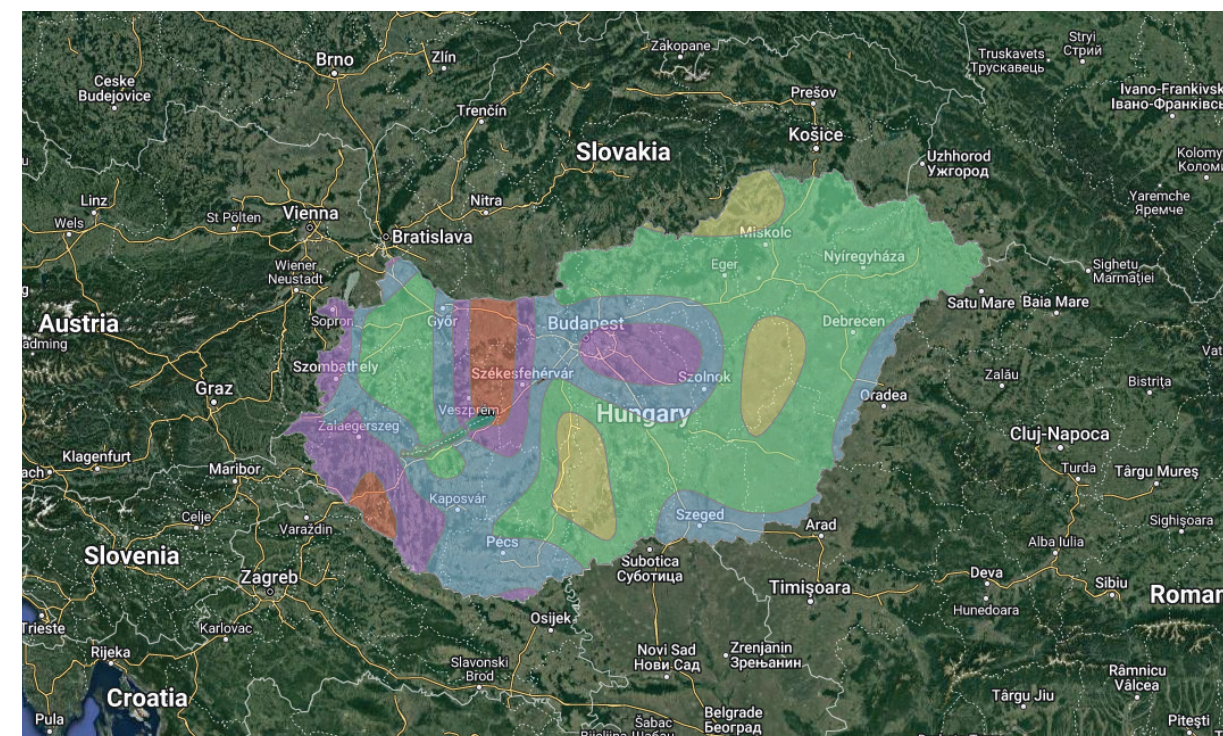 Zakopane
Stryi
Стрий
Truskavets
Трускавець
Brno
Zlín
Ceske
Budejovice
Ivano-Frankivsk
Prešov
Trenčín
Košice
Slovakia
Uzhhorod
Ужгород
Linz
Wels
St Pölten
Vienna
Nitra
Yaremche
Яремче
Bratislava
Miskolc
Wiener
Neustadt
Eger
Nyíregyháza
Sighetu
Marmației
Satu Mare
Baia Mare
Austria
Sopron
Győr
Budapest
Debrecen
Szombathely
Székesfehérvár
Szolnok
Zalău
Bistrița
Graz
Oradea
Veszprém
Hungary
Zalaegerszeg
Cluj-Napoca
Klagenfurt
Maribor
Turda
Târgu Mureș
Kaposvár
Celje
Varaždin
Szeged
Arad
Sighișoara
Pécs
Alba Iulia
Slovenia
Subotica
Суботица
Zagreb
Timișoara
Deva
Sibiu
Hunedoara
Trieste
Karlovac
Osijek
Rijeka
Novi Sad
Нови Сад
Zrenjanin
Зрењанин
Slavonski
Brod
Râmnicu
Vâlcea
Croatia
Târgu Jiu
Pula
Šabac
Belgrade
Београд
Pitești